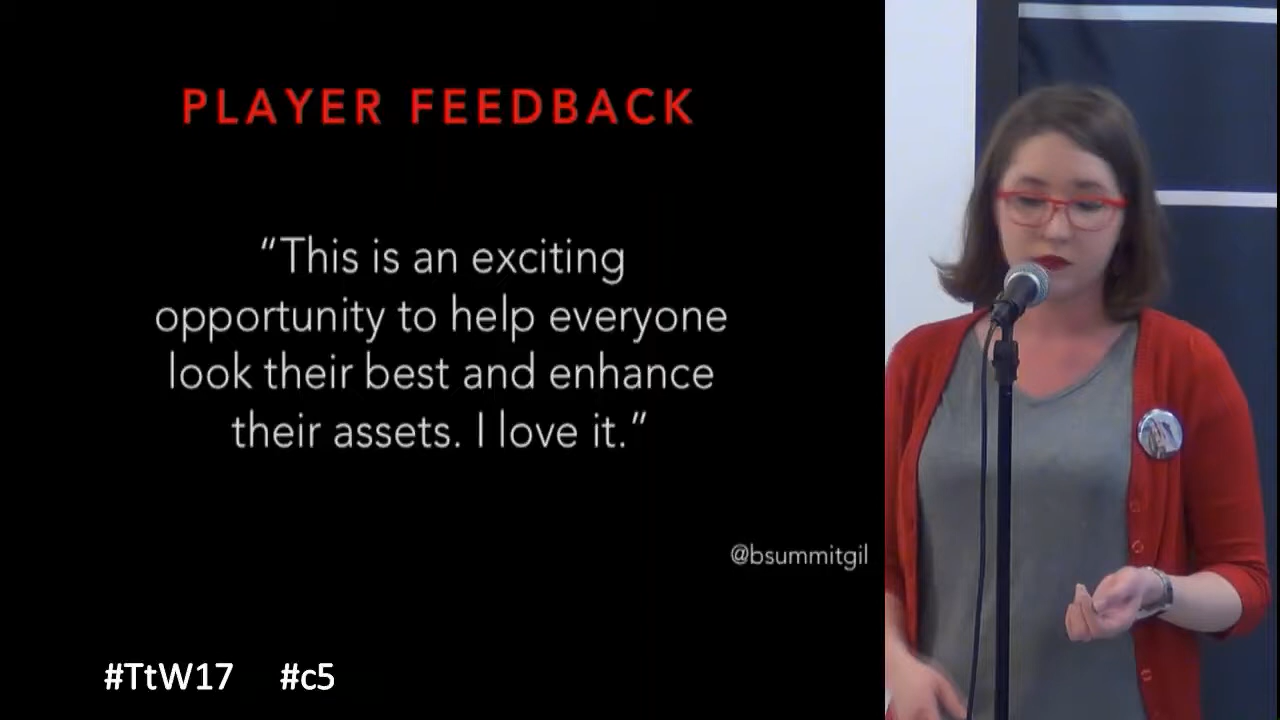 PLAYER FEEDBACK
“This is an exciting
opportunity to help everyone
look their best and enhance
their assets. I love it.”
@bsummitgil
#TtW17 #c5